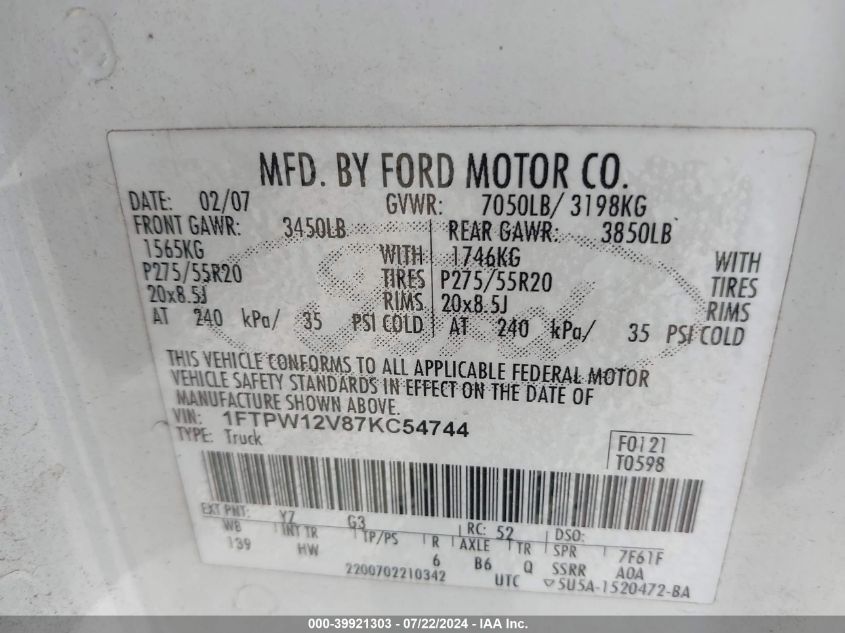 MFD. BY FORD MOTOR CO.
DATE: 02/07 GVWR: 7050LB/ 3198KG
FRONT GAWR: 3450LB REAR GAWR: 3850LB
1565KG WITH 1746KG WITH
P275/55R20 TIRES P275/55R20 TIRES
20x8.5J RIMS 20x8.5J RIMS
AT 240 kPa/ 35 PSI COLD AT 240 kPa/ 35 PSI COLD
THIS VEHICLE CONFORMS TO ALL APPLICABLE FEDERAL MOTOR
VEHICLE SAFETY STANDARDS IN EFFECT ON THE DATE OF
MANUFACTURE SHOWN ABOVE.
VIN: 1FTPW12V87KC54744
TYPE: Truck
F0121
T0598
EXT PNT: Y7 G3 RC: 52 DSO:
W8 INT TR TP/PS R AXLE TR SPR 7F61F
139 HW 6 B6 Q SSRR A0A
2200702210342 UTC ▽5U5A-1520472-BA
Ford
000-39921303 - 07/22/2024 - IAA Inc.